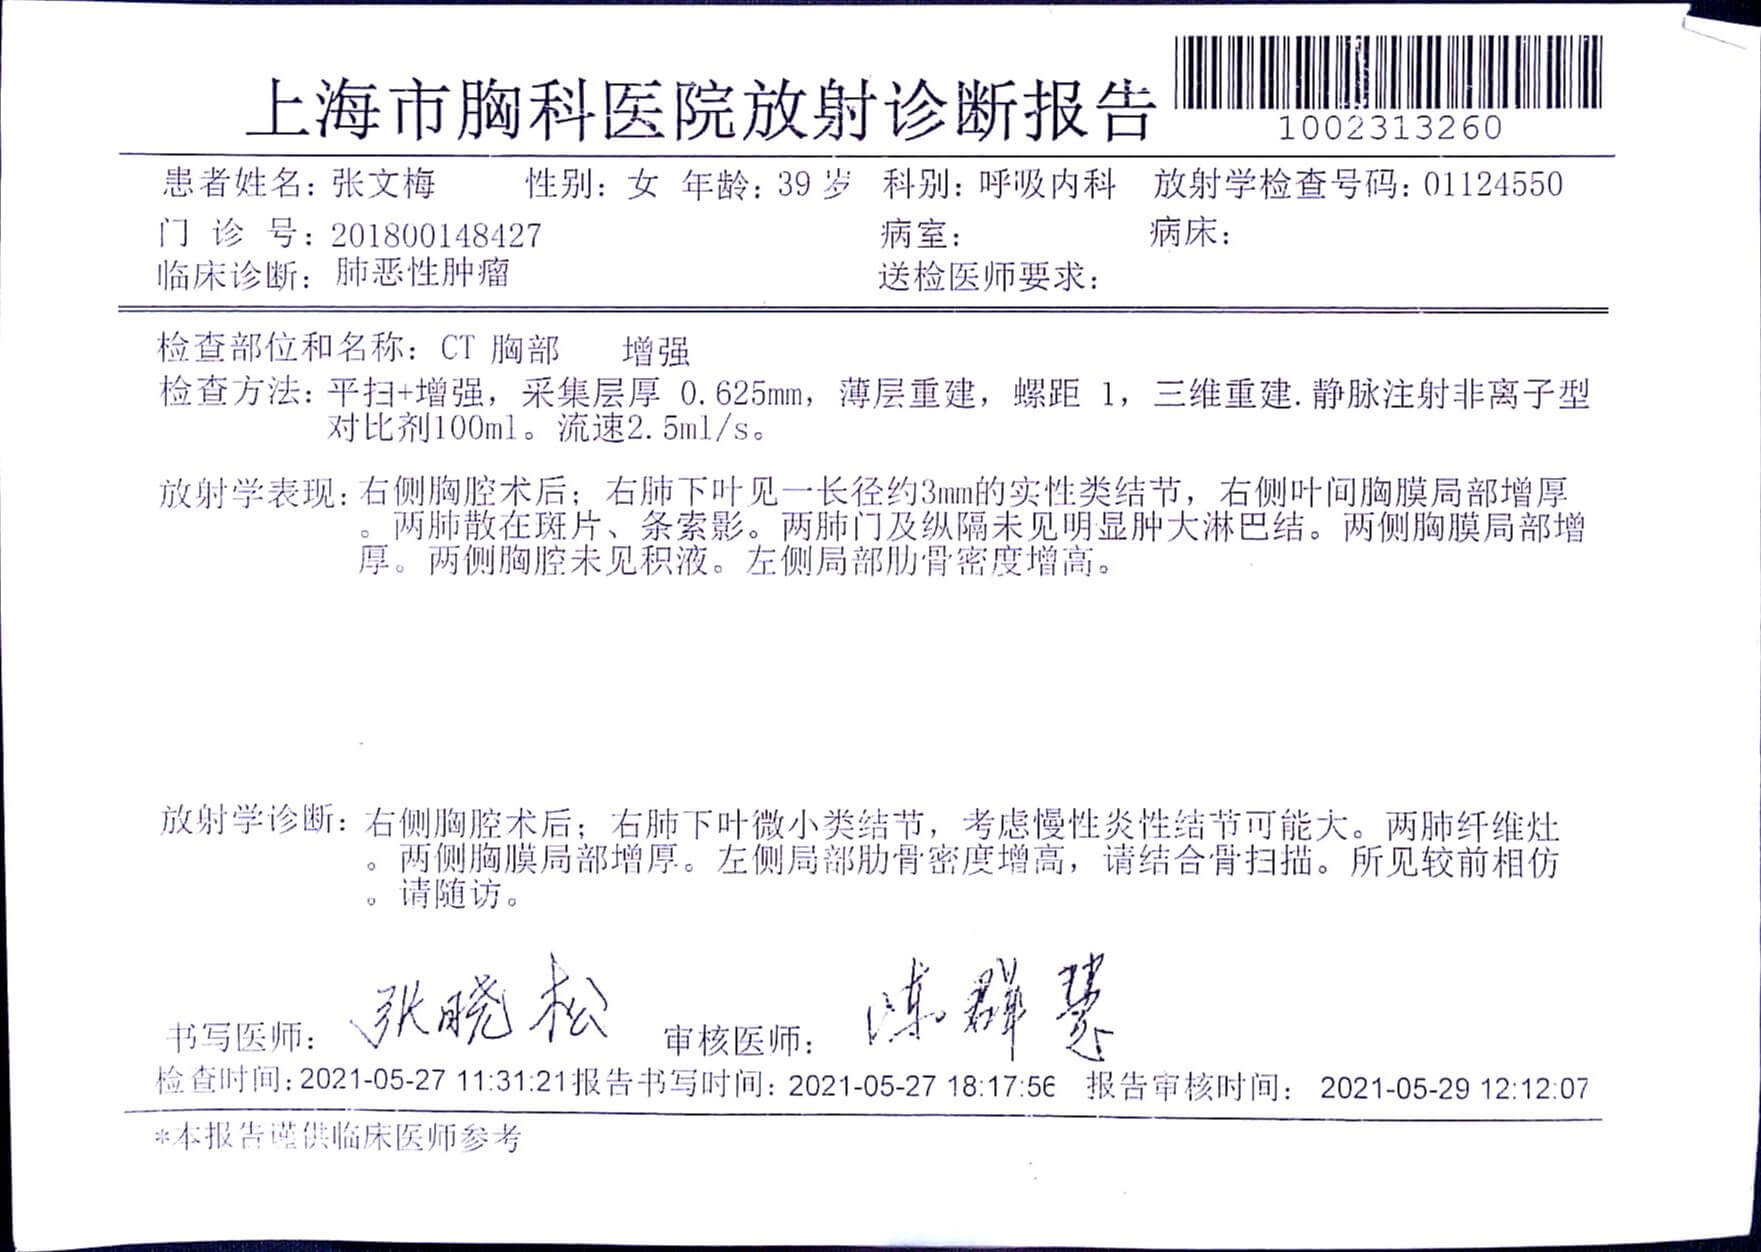 上海市胸科医院放射诊断报告
1002313260
患者姓名：张文梅 性别：女 年龄：39 岁 科别：呼吸内科 放射学检查号码：01124550
门 诊 号：201800148427 病室： 病床：
临床诊断：肺恶性肿瘤 送检医师要求：
检查部位和名称：CT 胸部 增强
检查方法：平扫+增强，采集层厚 0.625mm，薄层重建，螺距 1，三维重建.静脉注射非离子型
对比剂100ml。流速2.5ml/s。
放射学表现：右侧胸腔术后；右肺下叶见一长径约3mm的实性类结节，右侧叶间胸膜局部增厚
。两肺散在斑片、条索影。两肺门及纵隔未见明显肿大淋巴结。两侧胸膜局部增
厚。两侧胸腔未见积液。左侧局部肋骨密度增高。
放射学诊断：右侧胸腔术后；右肺下叶微小类结节，考虑慢性炎性结节可能大。两肺纤维灶
。两侧胸膜局部增厚。左侧局部肋骨密度增高，请结合骨扫描。所见较前相仿
。请随访。
书写医师：张晓松 审核医师：陈群慧
检查时间：2021-05-27 11:31:21报告书写时间：2021-05-27 18:17:56 报告审核时间： 2021-05-29 12:12:07
*本报告谨供临床医师参考